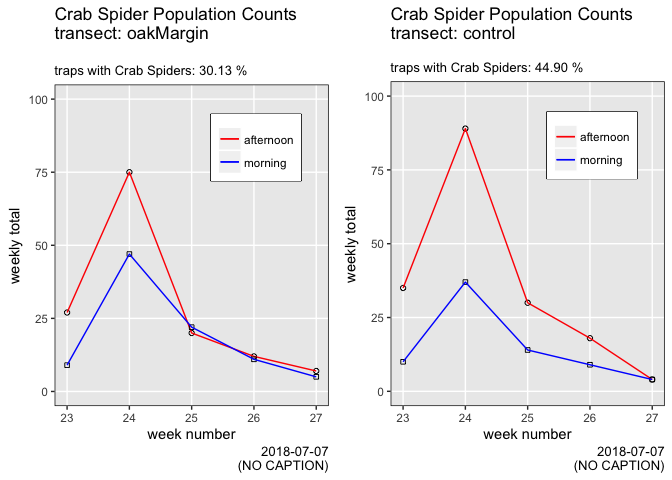 Crab Spider Population Counts
transect: oakMargin
traps with Crab Spiders: 30.13 %
100
75
50
25
0
weekly total
afternoon
morning
23 24 25 26 27
week number
2018-07-07
(NO CAPTION)
Crab Spider Population Counts
transect: control
traps with Crab Spiders: 44.90 %
100
75
50
25
0
weekly total
afternoon
morning
23 24 25 26 27
week number
2018-07-07
(NO CAPTION)